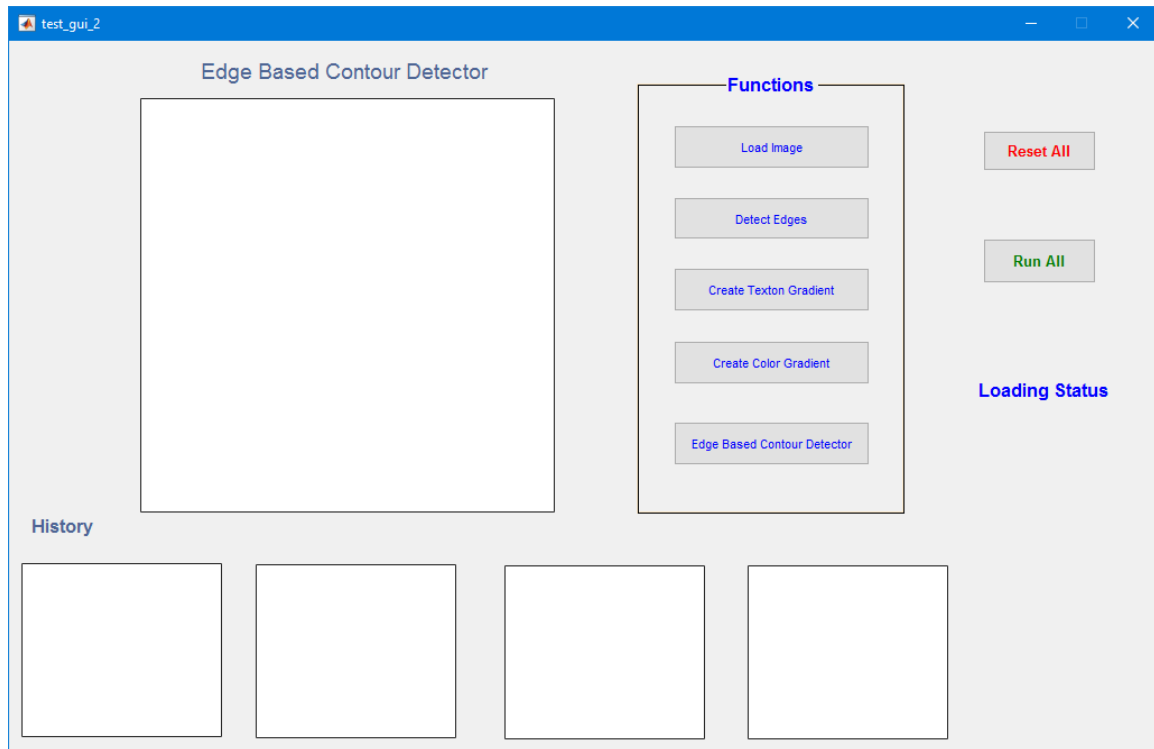 test_gui_2
Edge Based Contour Detector
Functions
Load Image
Detect Edges
Create Texton Gradient
Create Color Gradient
Edge Based Contour Detector
Reset All
Run All
Loading Status
History